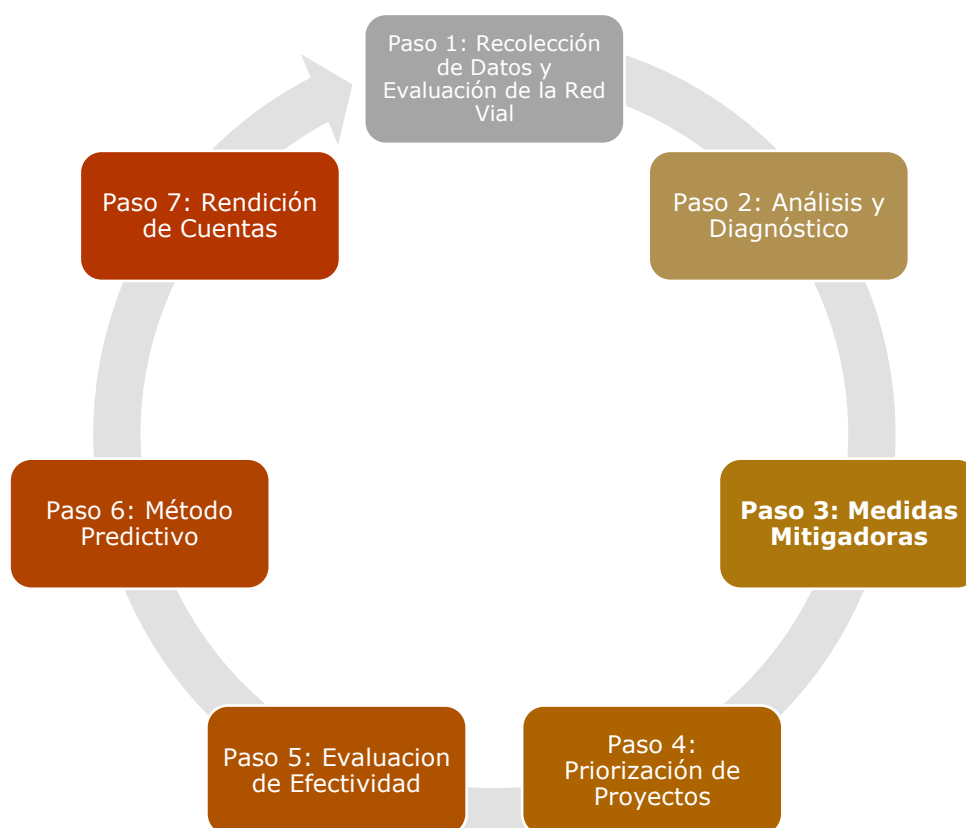 Paso 1: Recolección
de Datos y
Evaluación de la Red
Vial
Paso 2: Análisis y
Diagnóstico
Paso 3: Medidas
Mitigadoras
Paso 4:
Priorización de
Proyectos
Paso 5: Evaluacion
de Efectividad
Paso 6: Método
Predictivo
Paso 7: Rendición
de Cuentas